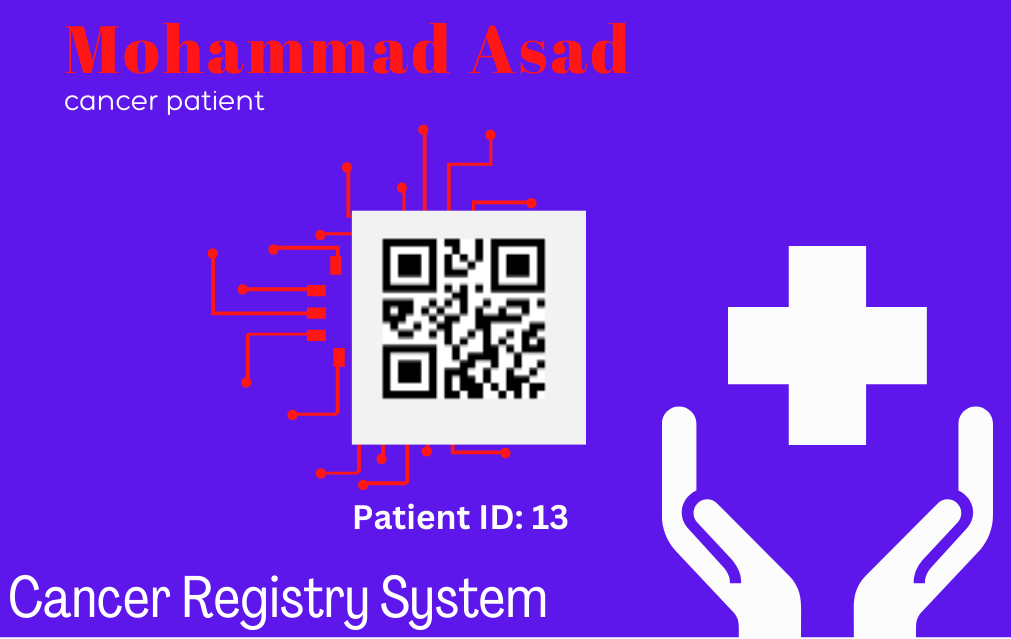 Mohammad Asad
cancer patient
Patient ID: 13
Cancer Registry System